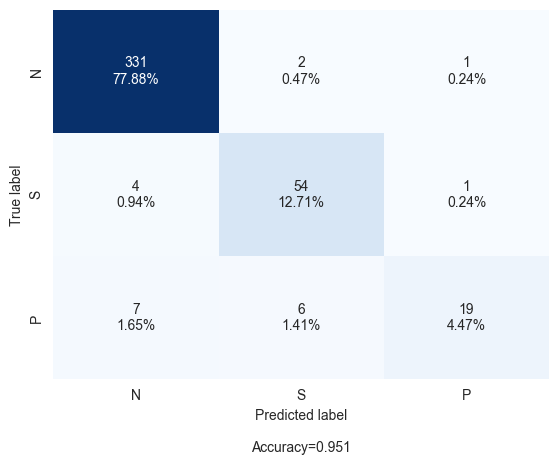 N
331
77.88%
2
0.47%
1
0.24%
True label
S
4
0.94%
54
12.71%
1
0.24%
P
7
1.65%
6
1.41%
19
4.47%
N
S
P
Predicted label
Accuracy=0.951